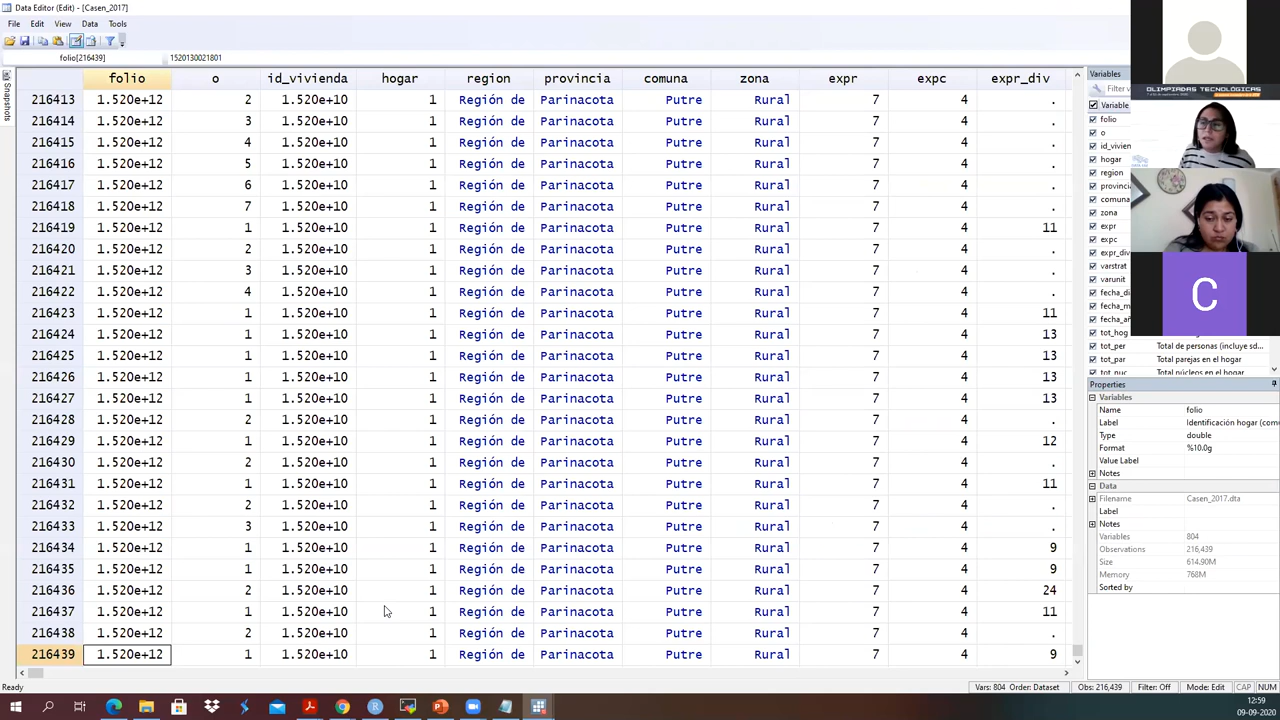 Data Editor (Edit) - [Casen_2017]
File Edit View Data Tools
folio[216439] 1520130021801
Snapshots
folio o id_vivienda hogar region provincia comuna zona expr expc expr_div
216413 1.520e+12 2 1.520e+10 1 Región de Parinacota Putre Rural 7 4 .
216414 1.520e+12 3 1.520e+10 1 Región de Parinacota Putre Rural 7 4 .
216415 1.520e+12 4 1.520e+10 1 Región de Parinacota Putre Rural 7 4 .
216416 1.520e+12 5 1.520e+10 1 Región de Parinacota Putre Rural 7 4 .
216417 1.520e+12 6 1.520e+10 1 Región de Parinacota Putre Rural 7 4 .
216418 1.520e+12 7 1.520e+10 1 Región de Parinacota Putre Rural 7 4 .
216419 1.520e+12 1 1.520e+10 1 Región de Parinacota Putre Rural 7 4 11
216420 1.520e+12 2 1.520e+10 1 Región de Parinacota Putre Rural 7 4 .
216421 1.520e+12 3 1.520e+10 1 Región de Parinacota Putre Rural 7 4 .
216422 1.520e+12 4 1.520e+10 1 Región de Parinacota Putre Rural 7 4 .
216423 1.520e+12 1 1.520e+10 1 Región de Parinacota Putre Rural 7 4 11
216424 1.520e+12 1 1.520e+10 1 Región de Parinacota Putre Rural 7 4 13
216425 1.520e+12 1 1.520e+10 1 Región de Parinacota Putre Rural 7 4 13
216426 1.520e+12 1 1.520e+10 1 Región de Parinacota Putre Rural 7 4 13
216427 1.520e+12 1 1.520e+10 1 Región de Parinacota Putre Rural 7 4 13
216428 1.520e+12 2 1.520e+10 1 Región de Parinacota Putre Rural 7 4 .
216429 1.520e+12 1 1.520e+10 1 Región de Parinacota Putre Rural 7 4 12
216430 1.520e+12 2 1.520e+10 1 Región de Parinacota Putre Rural 7 4 .
216431 1.520e+12 1 1.520e+10 1 Región de Parinacota Putre Rural 7 4 11
216432 1.520e+12 2 1.520e+10 1 Región de Parinacota Putre Rural 7 4 .
216433 1.520e+12 3 1.520e+10 1 Región de Parinacota Putre Rural 7 4 .
216434 1.520e+12 1 1.520e+10 1 Región de Parinacota Putre Rural 7 4 9
216435 1.520e+12 1 1.520e+10 1 Región de Parinacota Putre Rural 7 4 9
216436 1.520e+12 2 1.520e+10 1 Región de Parinacota Putre Rural 7 4 24
216437 1.520e+12 1 1.520e+10 1 Región de Parinacota Putre Rural 7 4 11
216438 1.520e+12 2 1.520e+10 1 Región de Parinacota Putre Rural 7 4 .
216439 1.520e+12 1 1.520e+10 1 Región de Parinacota Putre Rural 7 4 9
Variables
Filter v
Variable
folio
o
id_vivien
hogar
region
provincia
comuna
zona
expr
expc
expr_div
varstrat
varunit
fecha_di
fecha_m
fecha_añ
tot_hog
tot_per Total de personas (incluye sd...
tot_par Total parejas en el hogar
tot_nuc Total núcleos en el hogar
OLIMPIADAS TECNOLÓGICAS
C
Properties
Variables
Name folio
Label Identificación hogar (com
Type double
Format %10.0g
Value Label
Notes
Data
Filename Casen_2017.dta
Label
Notes
Variables 804
Observations 216,439
Size 614.90M
Memory 768M
Sorted by
Ready Vars: 804 Order: Dataset Obs: 216,439 Filter: Off Mode: Edit CAP NUM
12:59
09-09-2020